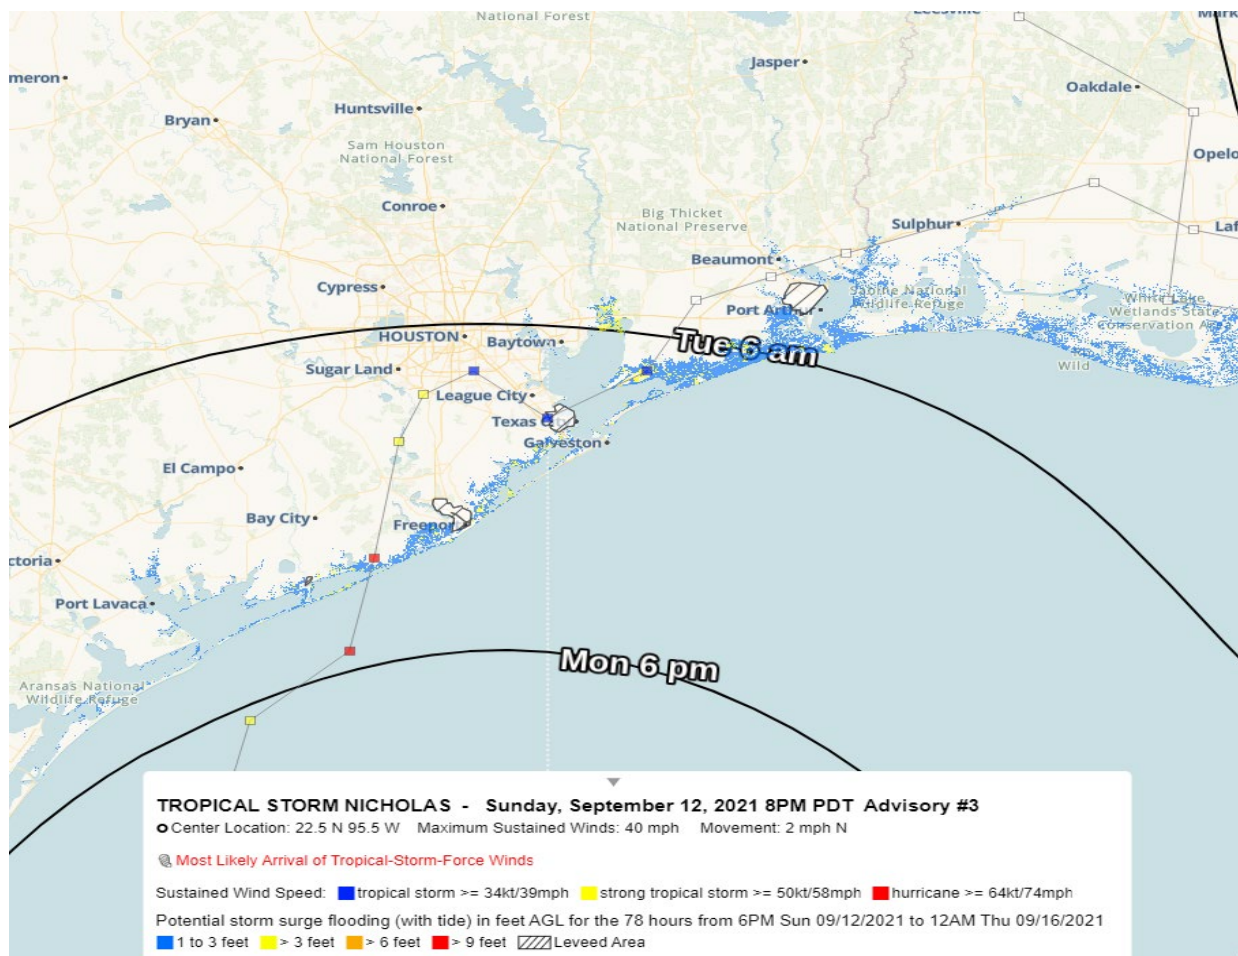 National Forest
Leesville
Mark
meron
Jasper
Oakdale
Huntsville
Bryan
Sam Houston
National Forest
Opelo
Conroe
Big Thicket
National Preserve
Sulphur
Laf
Beaumont
Cypress
Sabine National
Wildlife Refuge
White Lake
Wetlands State
Conservation A
Port Arthur
HOUSTON
Baytown
Tue 6 am
Sugar Land
Wild
League City
Texas C
Galveston
El Campo
Bay City
Freeport
ctoria
Port Lavaca
Mon 6 pm
Aransas National
Wildlife Refuge
TROPICAL STORM NICHOLAS - Sunday, September 12, 2021 8PM PDT Advisory #3
Center Location: 22.5 N 95.5 W Maximum Sustained Winds: 40 mph Movement: 2 mph N
Most Likely Arrival of Tropical-Storm-Force Winds
Sustained Wind Speed: tropical storm >= 34kt/39mph strong tropical storm >= 50kt/58mph hurricane >= 64kt/74mph
Potential storm surge flooding (with tide) in feet AGL for the 78 hours from 6PM Sun 09/12/2021 to 12AM Thu 09/16/2021
1 to 3 feet > 3 feet > 6 feet > 9 feet Leveed Area